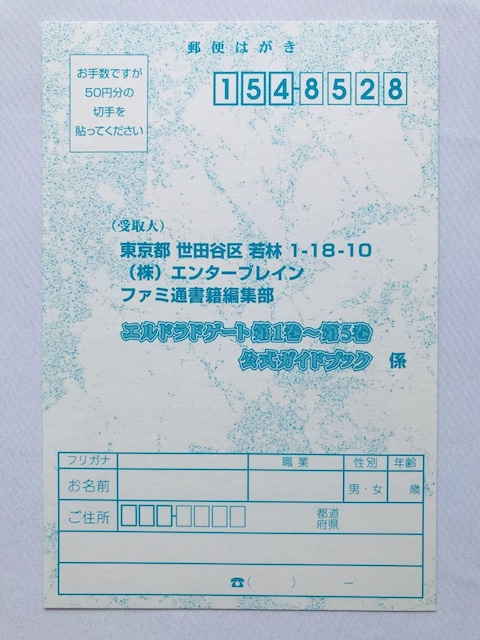 郵便はがき
お手数ですが
50円分の
切手を
貼ってください
154-8528
(受取人)
東京都 世田谷区 若林 1-18-10
(株)エンターブレイン
ファミ通書籍編集部
エルドラドゲート第1巻～第5巻
公式ガイドブック 係
フリガナ 職業 性別 年齢
お名前 男・女 歳
ご住所 都道
府県
☎( ) −